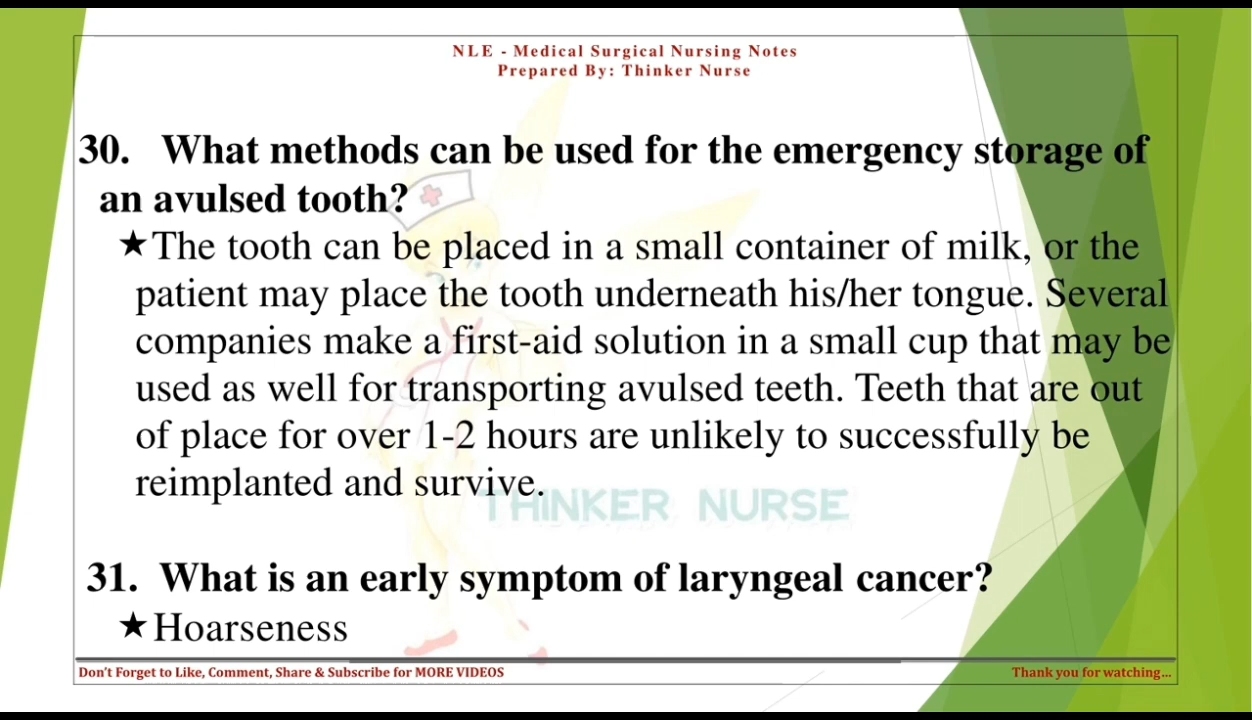 NLE - Medical Surgical Nursing Notes
Prepared By: Thinker Nurse
30. What methods can be used for the emergency storage of
an avulsed tooth?
★The tooth can be placed in a small container of milk, or the
patient may place the tooth underneath his/her tongue. Several
companies make a first-aid solution in a small cup that may be
used as well for transporting avulsed teeth. Teeth that are out
of place for over 1-2 hours are unlikely to successfully be
reimplanted and survive.
THINKER NURSE
31. What is an early symptom of laryngeal cancer?
★Hoarseness
Don't Forget to Like, Comment, Share & Subscribe for MORE VIDEOS
Thank you for watching...